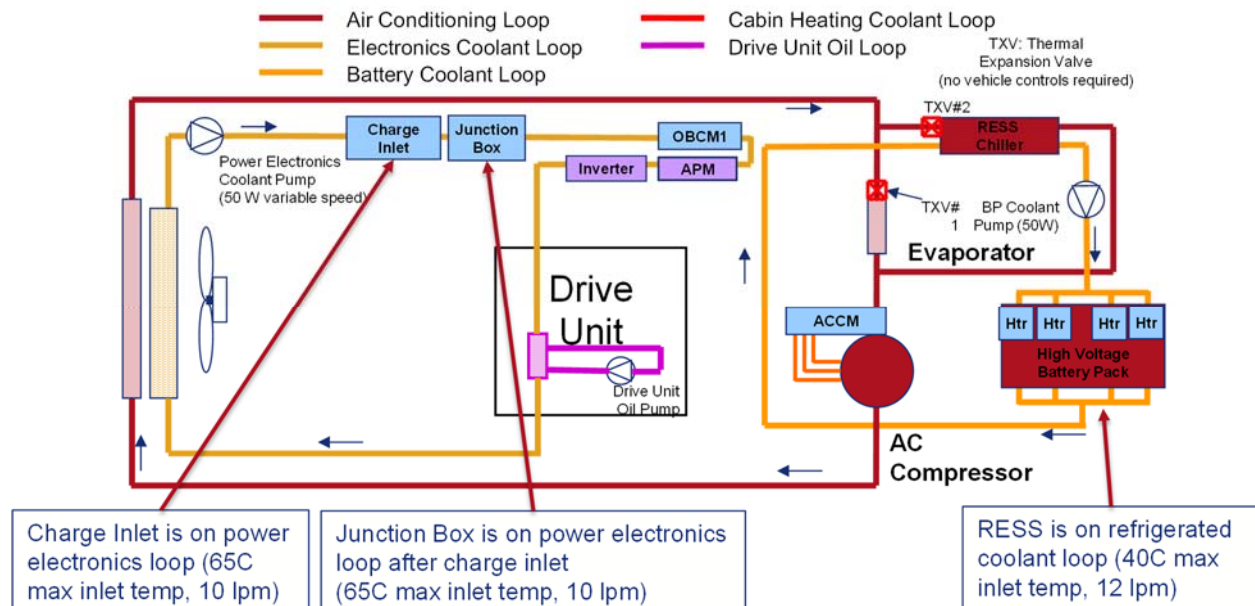 Air Conditioning Loop
Electronics Coolant Loop
Battery Coolant Loop
Cabin Heating Coolant Loop
Drive Unit Oil Loop
TXV: Thermal
Expansion Valve
(no vehicle controls required)
TXV#2
RESS
Chiller
Charge
Inlet
Junction
Box
OBCM1
Inverter
APM
Power Electronics
Coolant Pump
(50 W variable speed)
TXV#
1
BP Coolant
Pump (50W)
Evaporator
Drive
Unit
Drive Unit
Oil Pump
ACCM
Htr
Htr
Htr
Htr
High Voltage
Battery Pack
AC
Compressor
Charge Inlet is on power
electronics loop (65C
max inlet temp, 10 lpm)
Junction Box is on power electronics
loop after charge inlet
(65C max inlet temp, 10 lpm)
RESS is on refrigerated
coolant loop (40C max
inlet temp, 12 lpm)